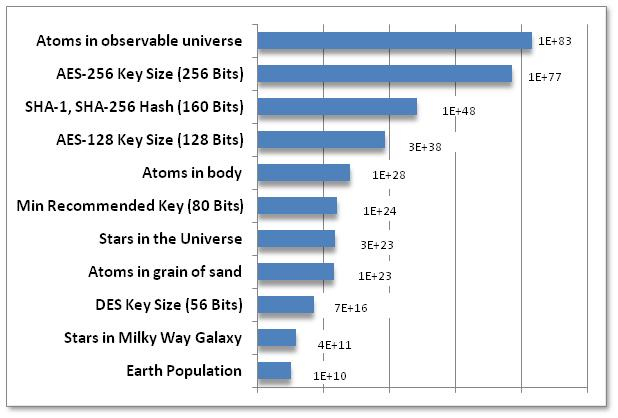 Atoms in observable universe 1E+83
AES-256 Key Size (256 Bits) 1E+77
SHA-1, SHA-256 Hash (160 Bits) 1E+48
AES-128 Key Size (128 Bits) 3E+38
Atoms in body 1E+28
Min Recommended Key (80 Bits) 1E+24
Stars in the Universe 3E+23
Atoms in grain of sand 1E+23
DES Key Size (56 Bits) 7E+16
Stars in Milky Way Galaxy 4E+11
Earth Population 1E+10